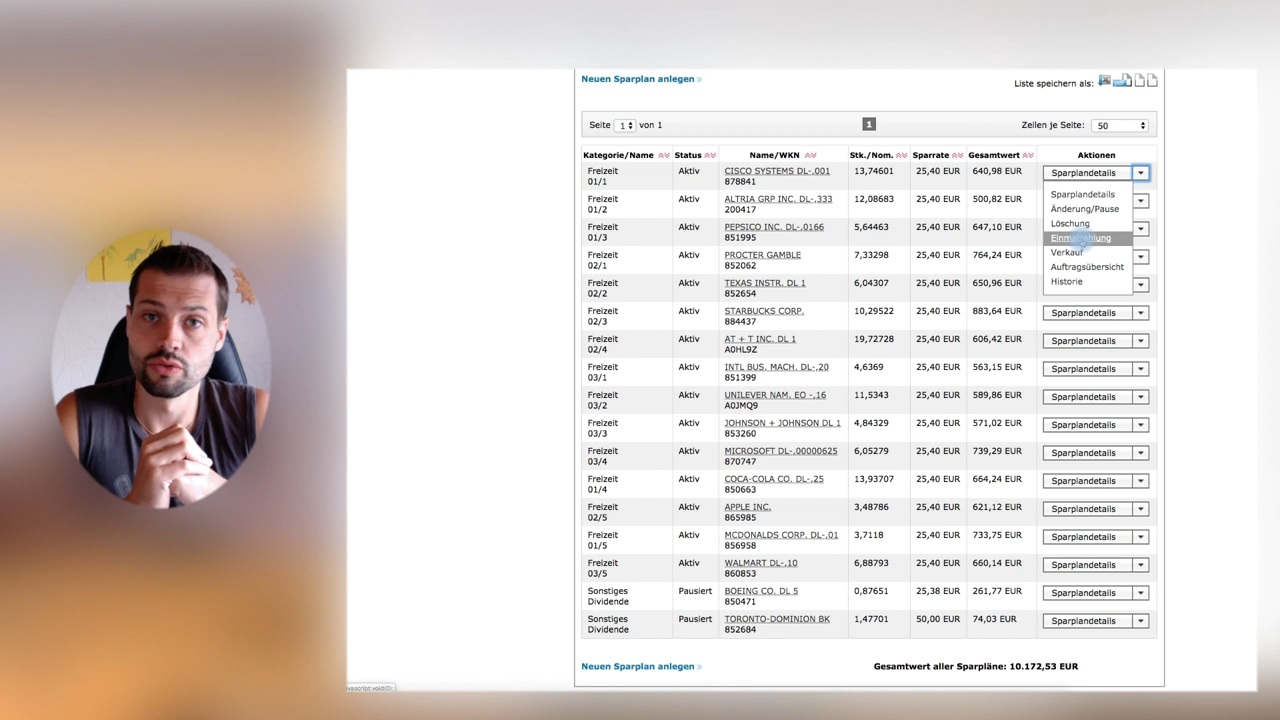 Neuen Sparplan anlegen »
Liste speichern als:
Seite 1 von 1 1 Zeilen je Seite: 50
Kategorie/Name Status Name/WKN Stk./Nom. Sparrate Gesamtwert Aktionen
Freizeit Aktiv CISCO SYSTEMS DL-,001 13,74601 25,40 EUR 640,98 EUR Sparplandetails
01/1 878841
Freizeit Aktiv ALTRIA GRP INC. DL-,333 12,08683 25,40 EUR 500,82 EUR
01/2 200417
Freizeit Aktiv PEPSICO INC. DL-,0166 5,64463 25,40 EUR 647,10 EUR
01/3 851995
Freizeit Aktiv PROCTER GAMBLE 7,33298 25,40 EUR 764,24 EUR
02/1 852062
Freizeit Aktiv TEXAS INSTR. DL 1 6,04307 25,40 EUR 650,96 EUR
02/2 852654
Sparplandetails
Änderung/Pause
Löschung
Einmalzahlung
Verkauf
Auftragsübersicht
Historie
Freizeit Aktiv STARBUCKS CORP. 10,29522 25,40 EUR 883,64 EUR Sparplandetails
02/3 884437
Freizeit Aktiv AT + T INC. DL 1 19,72728 25,40 EUR 606,42 EUR Sparplandetails
02/4 A0HL9Z
Freizeit Aktiv INTL BUS. MACH. DL-,20 4,6369 25,40 EUR 563,15 EUR Sparplandetails
03/1 851399
Freizeit Aktiv UNILEVER NAM. EO -,16 11,5343 25,40 EUR 589,86 EUR Sparplandetails
03/2 A0JMQ9
Freizeit Aktiv JOHNSON + JOHNSON DL 1 4,84329 25,40 EUR 571,02 EUR Sparplandetails
03/3 853260
Freizeit Aktiv MICROSOFT DL-,00000625 6,05279 25,40 EUR 739,29 EUR Sparplandetails
03/4 870747
Freizeit Aktiv COCA-COLA CO. DL-,25 13,93707 25,40 EUR 664,24 EUR Sparplandetails
01/4 850663
Freizeit Aktiv APPLE INC. 3,48786 25,40 EUR 621,12 EUR Sparplandetails
02/5 865985
Freizeit Aktiv MCDONALDS CORP. DL-,01 3,7118 25,40 EUR 733,75 EUR Sparplandetails
01/5 856958
Freizeit Aktiv WALMART DL-,10 6,88793 25,40 EUR 660,14 EUR Sparplandetails
03/5 860853
Sonstiges Pausiert BOEING CO. DL 5 0,87651 25,38 EUR 261,77 EUR Sparplandetails
Dividende 850471
Sonstiges Pausiert TORONTO-DOMINION BK 1,47701 50,00 EUR 74,03 EUR Sparplandetails
Dividende 852684
Neuen Sparplan anlegen » Gesamtwert aller Sparpläne: 10.172,53 EUR
avascript:void(0);